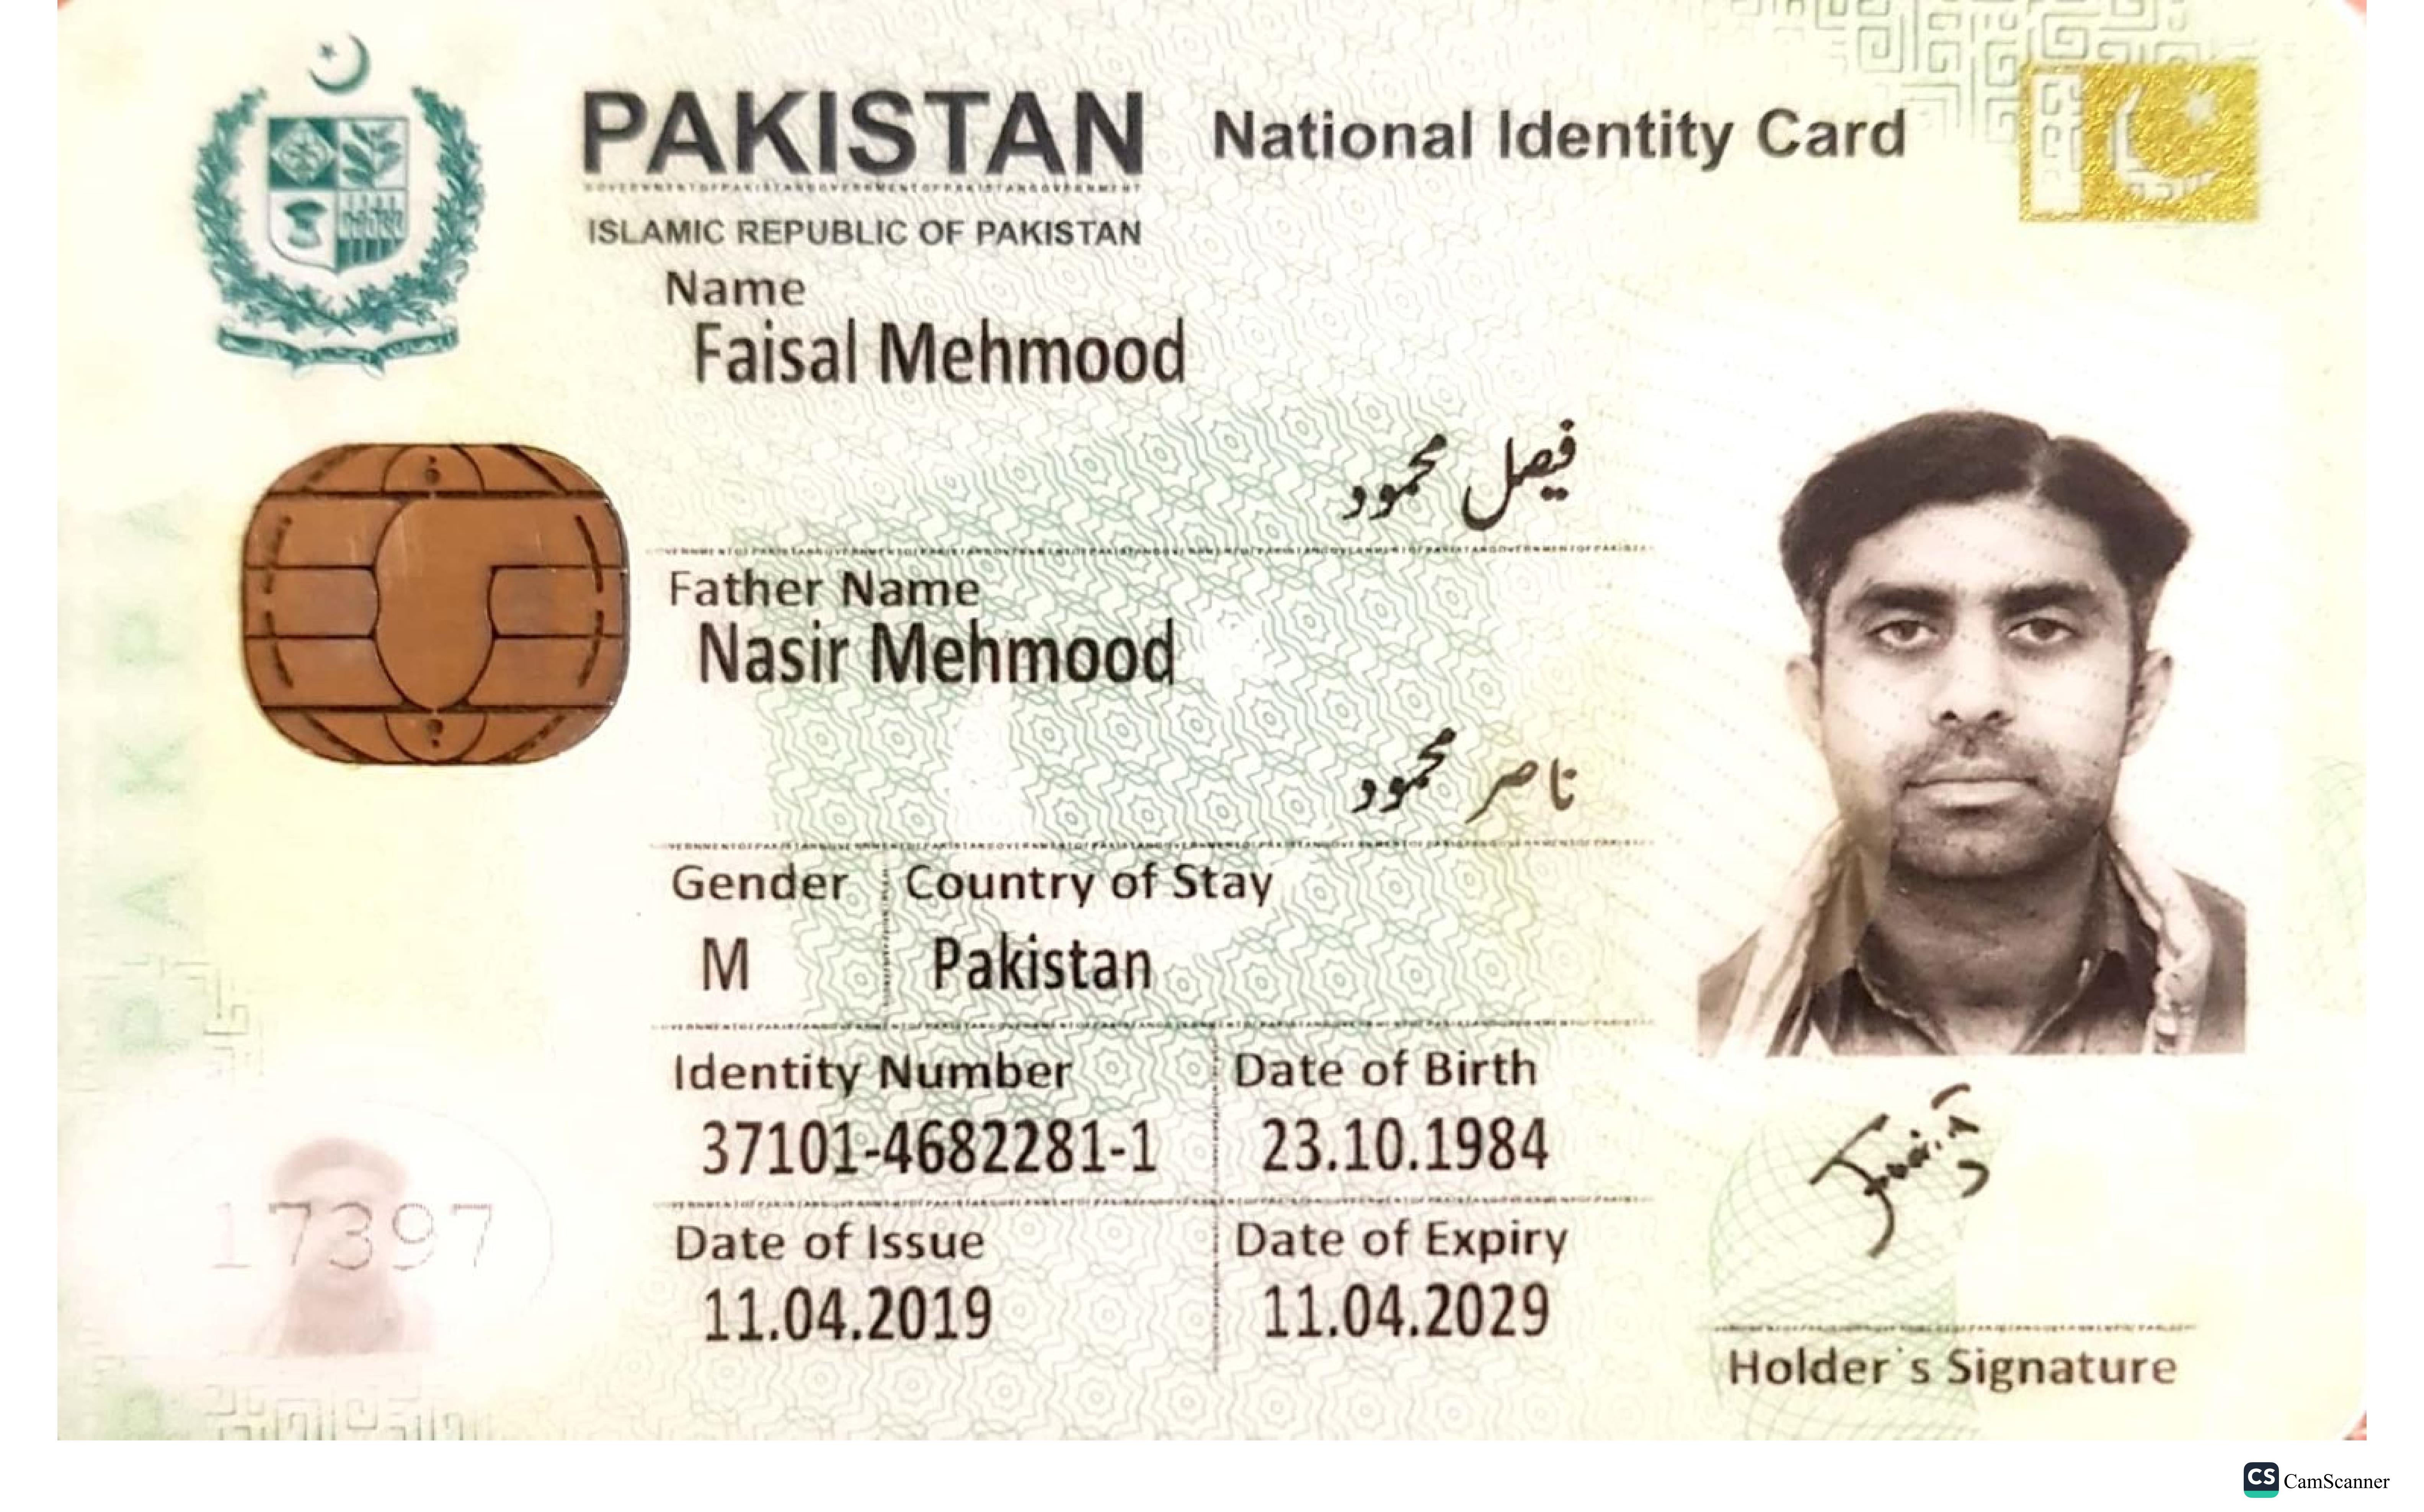 PAKISTAN National Identity Card
ISLAMIC REPUBLIC OF PAKISTAN
Name
Faisal Mehmood
فیصل محمود
Father Name
Nasir Mehmood
ناصر محمود
Gender Country of Stay
M Pakistan
Identity Number Date of Birth
37101-4682281-1 23.10.1984
Date of Issue Date of Expiry
11.04.2019 11.04.2029
Holder's Signature
17397
PAKPA
CS CamScanner